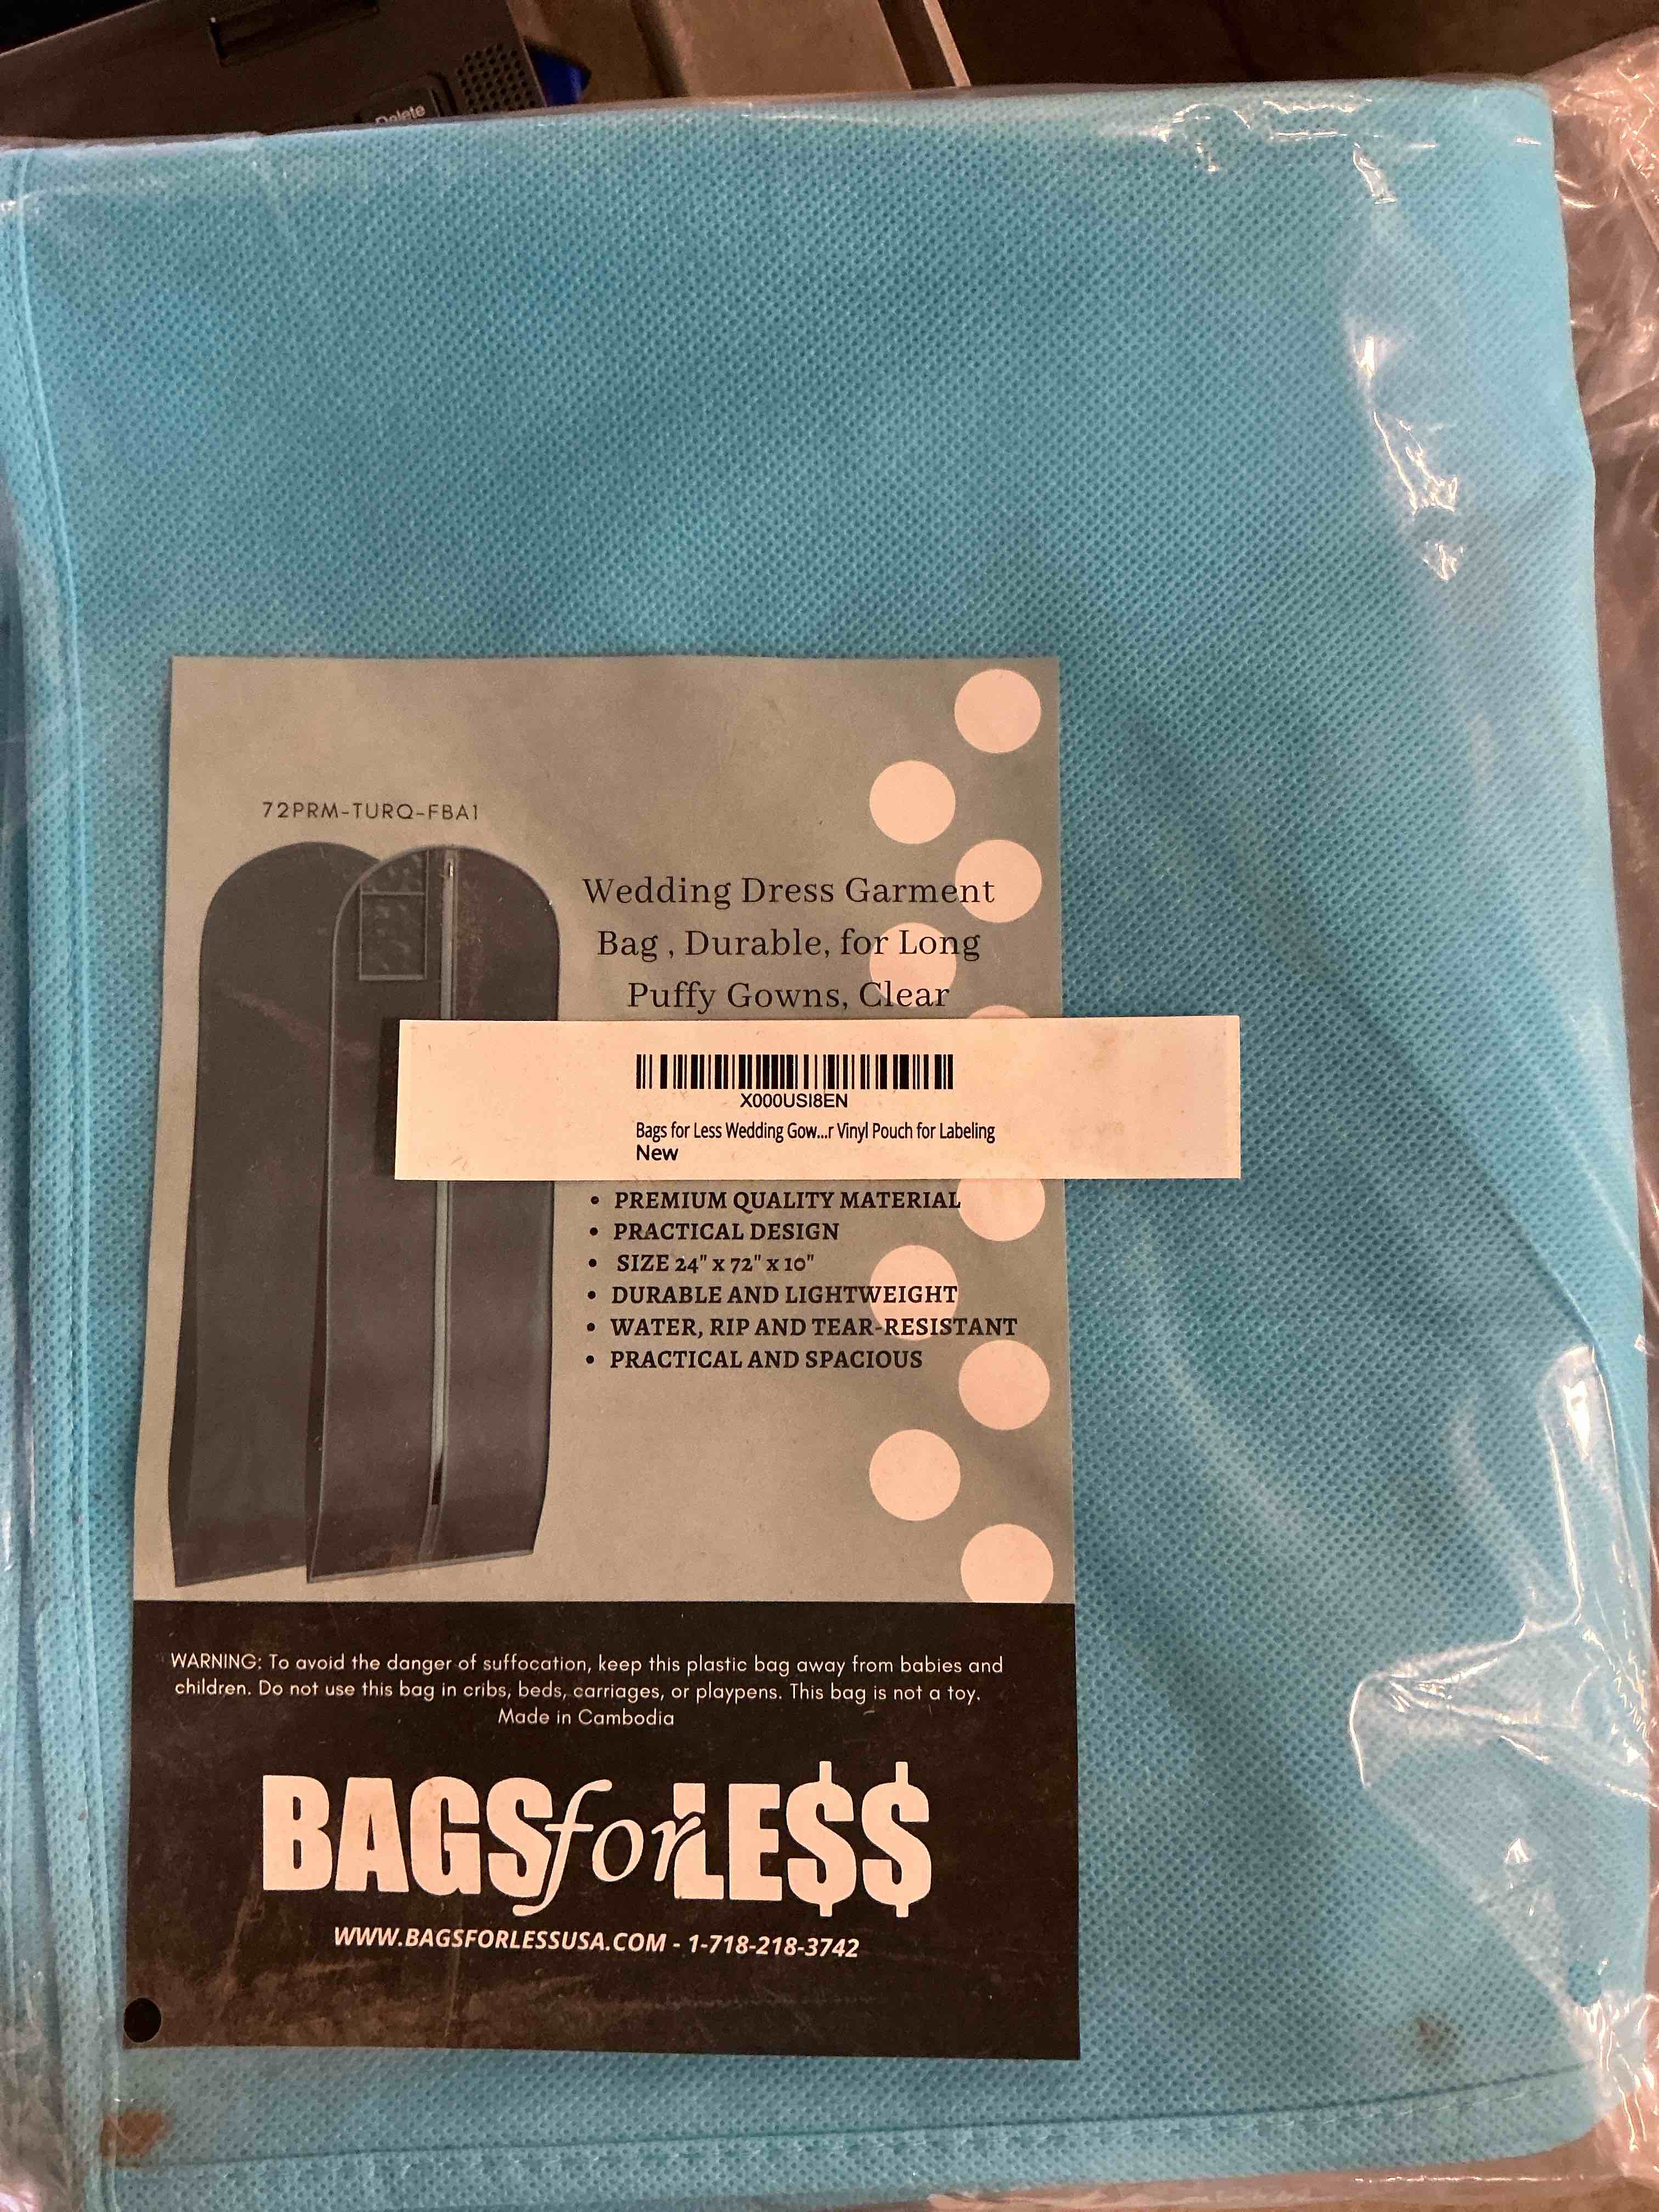 Delete
72PRM-TURQ-FBA1
Wedding Dress Garment
Bag , Durable, for Long
Puffy Gowns, Clear
X000USI8EN
Bags for Less Wedding Gow...r Vinyl Pouch for Labeling
New
• PREMIUM QUALITY MATERIAL
• PRACTICAL DESIGN
• SIZE 24" x 72" x 10"
• DURABLE AND LIGHTWEIGHT
• WATER, RIP AND TEAR-RESISTANT
• PRACTICAL AND SPACIOUS
WARNING: To avoid the danger of suffocation, keep this plastic bag away from babies and
children. Do not use this bag in cribs, beds, carriages, or playpens. This bag is not a toy.
Made in Cambodia
BAGSforLE$$
WWW.BAGSFORLESSUSA.COM - 1-718-218-3742